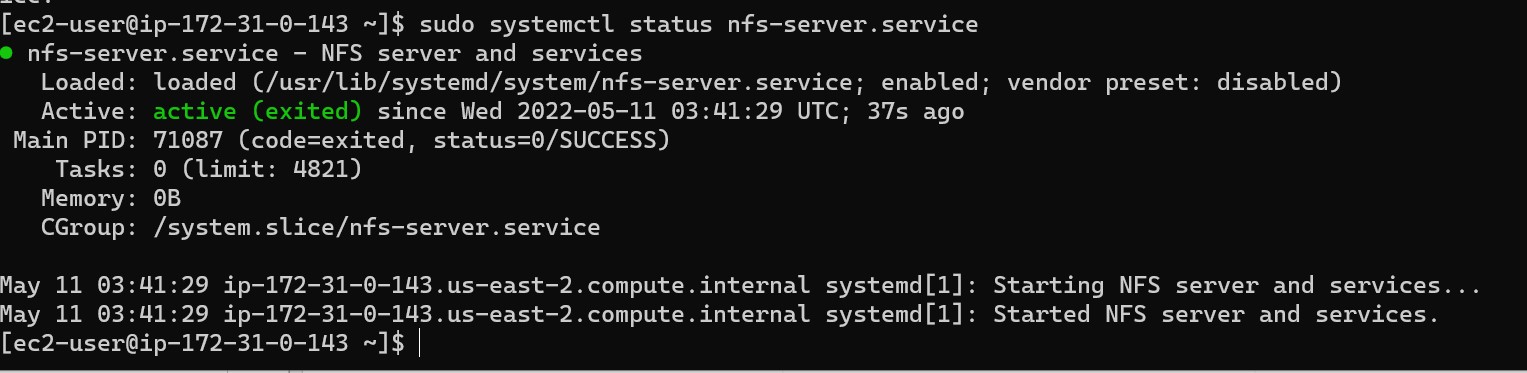 [ec2-user@ip-172-31-0-143 ~]$ sudo systemctl status nfs-server.service
● nfs-server.service - NFS server and services
   Loaded: loaded (/usr/lib/systemd/system/nfs-server.service; enabled; vendor preset: disabled)
   Active: active (exited) since Wed 2022-05-11 03:41:29 UTC; 37s ago
 Main PID: 71087 (code=exited, status=0/SUCCESS)
    Tasks: 0 (limit: 4821)
   Memory: 0B
   CGroup: /system.slice/nfs-server.service

May 11 03:41:29 ip-172-31-0-143.us-east-2.compute.internal systemd[1]: Starting NFS server and services...
May 11 03:41:29 ip-172-31-0-143.us-east-2.compute.internal systemd[1]: Started NFS server and services.
[ec2-user@ip-172-31-0-143 ~]$